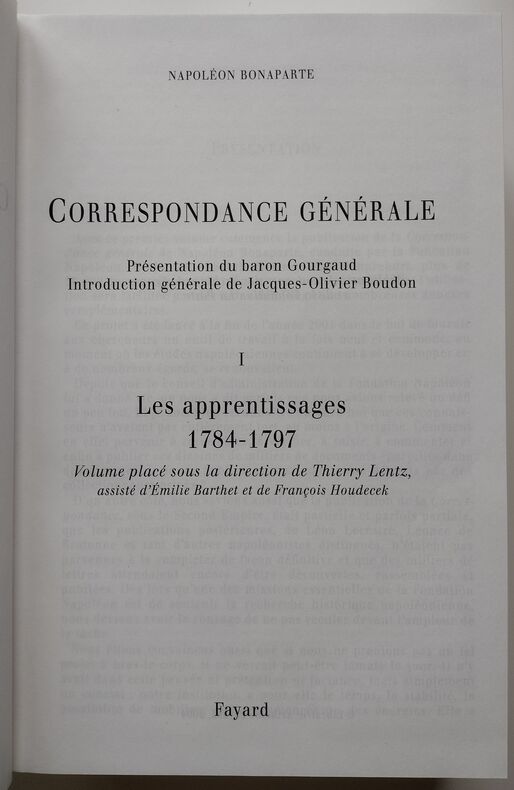 NAPOLÉON BONAPARTE
CORRESPONDANCE GÉNÉRALE
Présentation du baron Gourgaud
Introduction générale de Jacques-Olivier Boudon
I
Les apprentissages
1784-1797
Volume placé sous la direction de Thierry Lentz,
assisté d'Émilie Barthet et de François Houdecek
Fayard